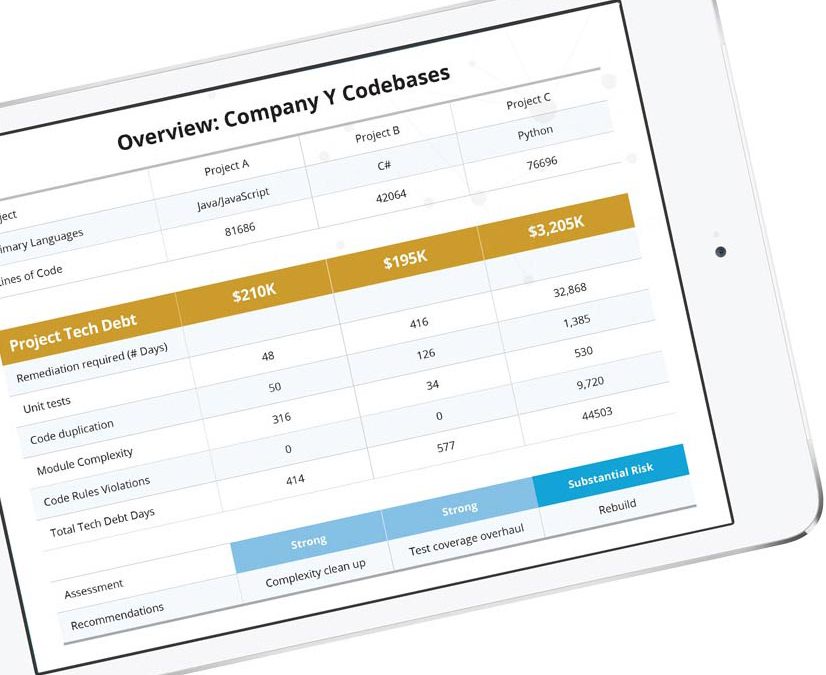 Overview: Company Y Codebases
ject Project A Project B Project C
imary Languages Java/JavaScript C# Python
ines of Code 81686 42064 76696
Project Tech Debt $210K $195K $3,205K
Remediation required (# Days)
Unit tests 48 416 32,868
Code duplication 50 126 1,385
Module Complexity 316 34 530
Code Rules Violations 0 0 9,720
Total Tech Debt Days 414 577 44503
Assessment Strong Strong Substantial Risk
Recommendations Complexity clean up Test coverage overhaul Rebuild